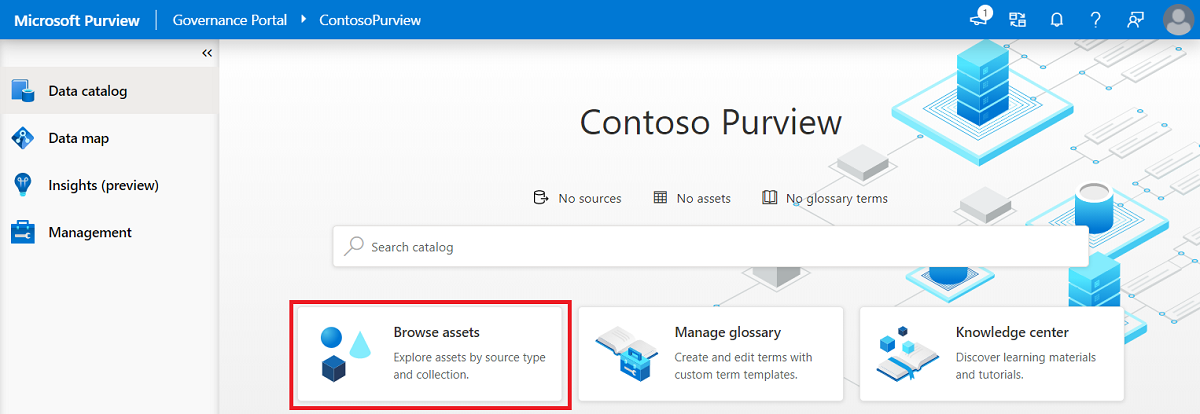 Microsoft Purview Governance Portal ContosoPurview 1 ?
«
Data catalog
Data map
Insights (preview)
Management
Contoso Purview
No sources No assets No glossary terms
Search catalog
Browse assets
Explore assets by source type
and collection.
Manage glossary
Create and edit terms with
custom term templates.
Knowledge center
Discover learning materials
and tutorials.